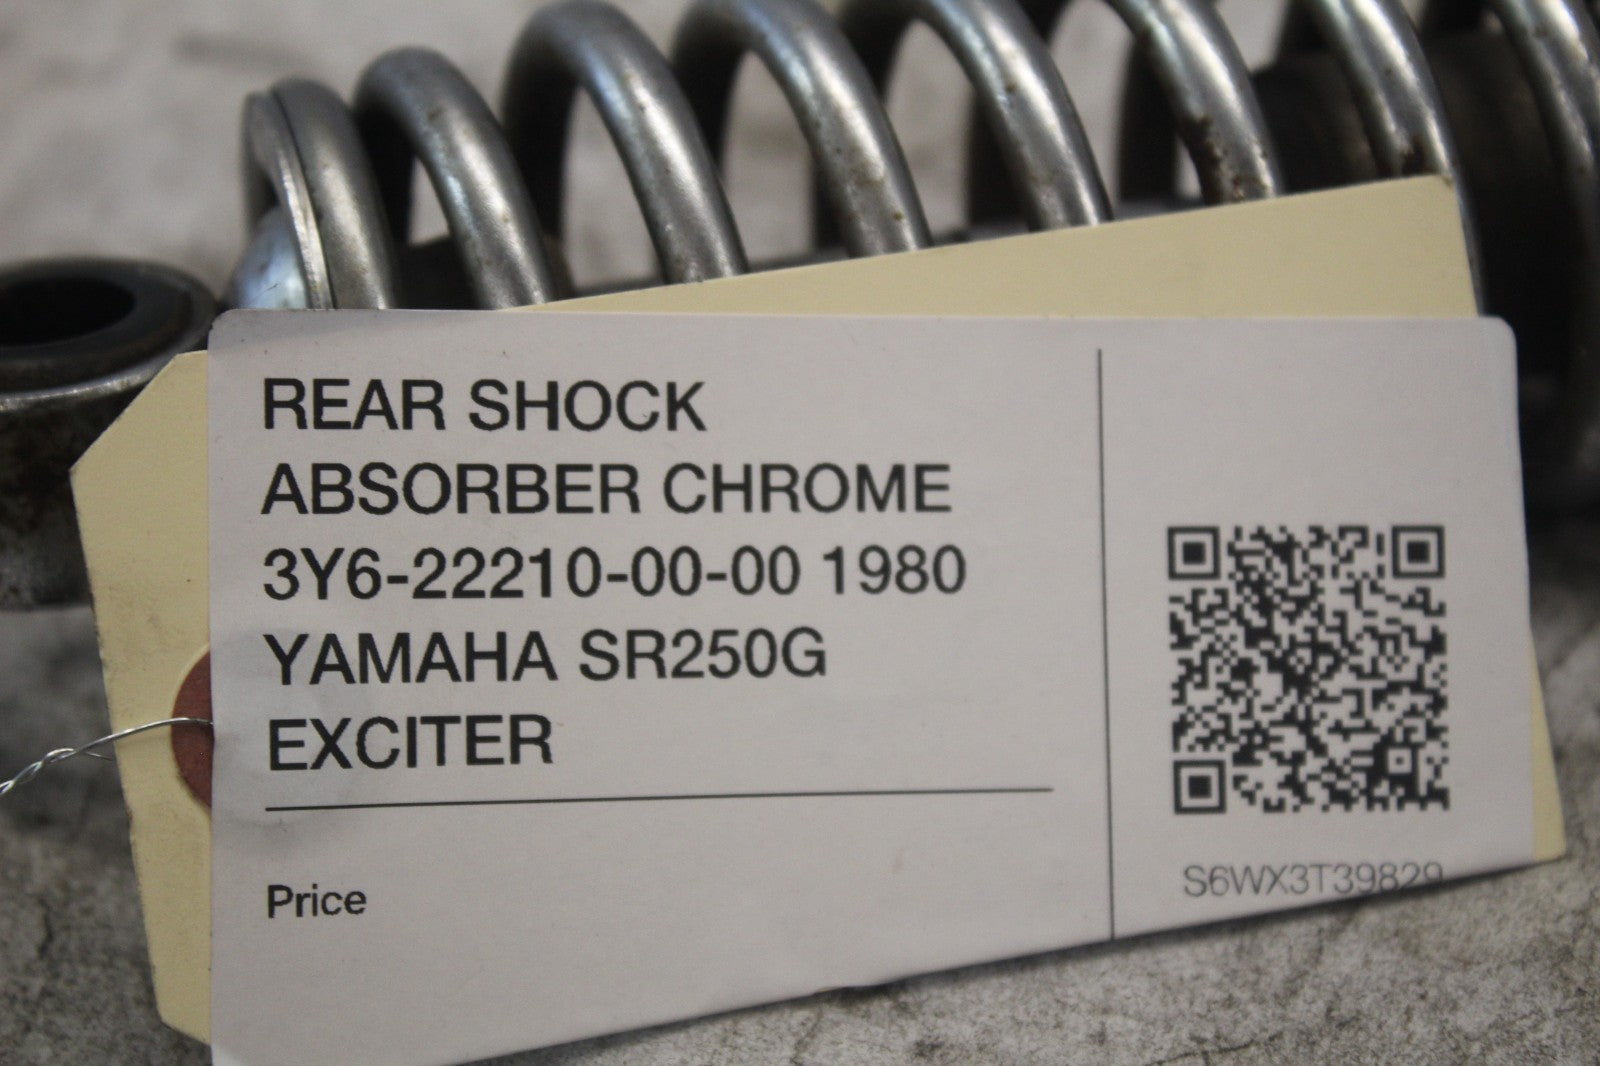 REAR SHOCK
ABSORBER CHROME
3Y6-22210-00-00 1980
YAMAHA SR250G
EXCITER
Price
S6WX3T39829